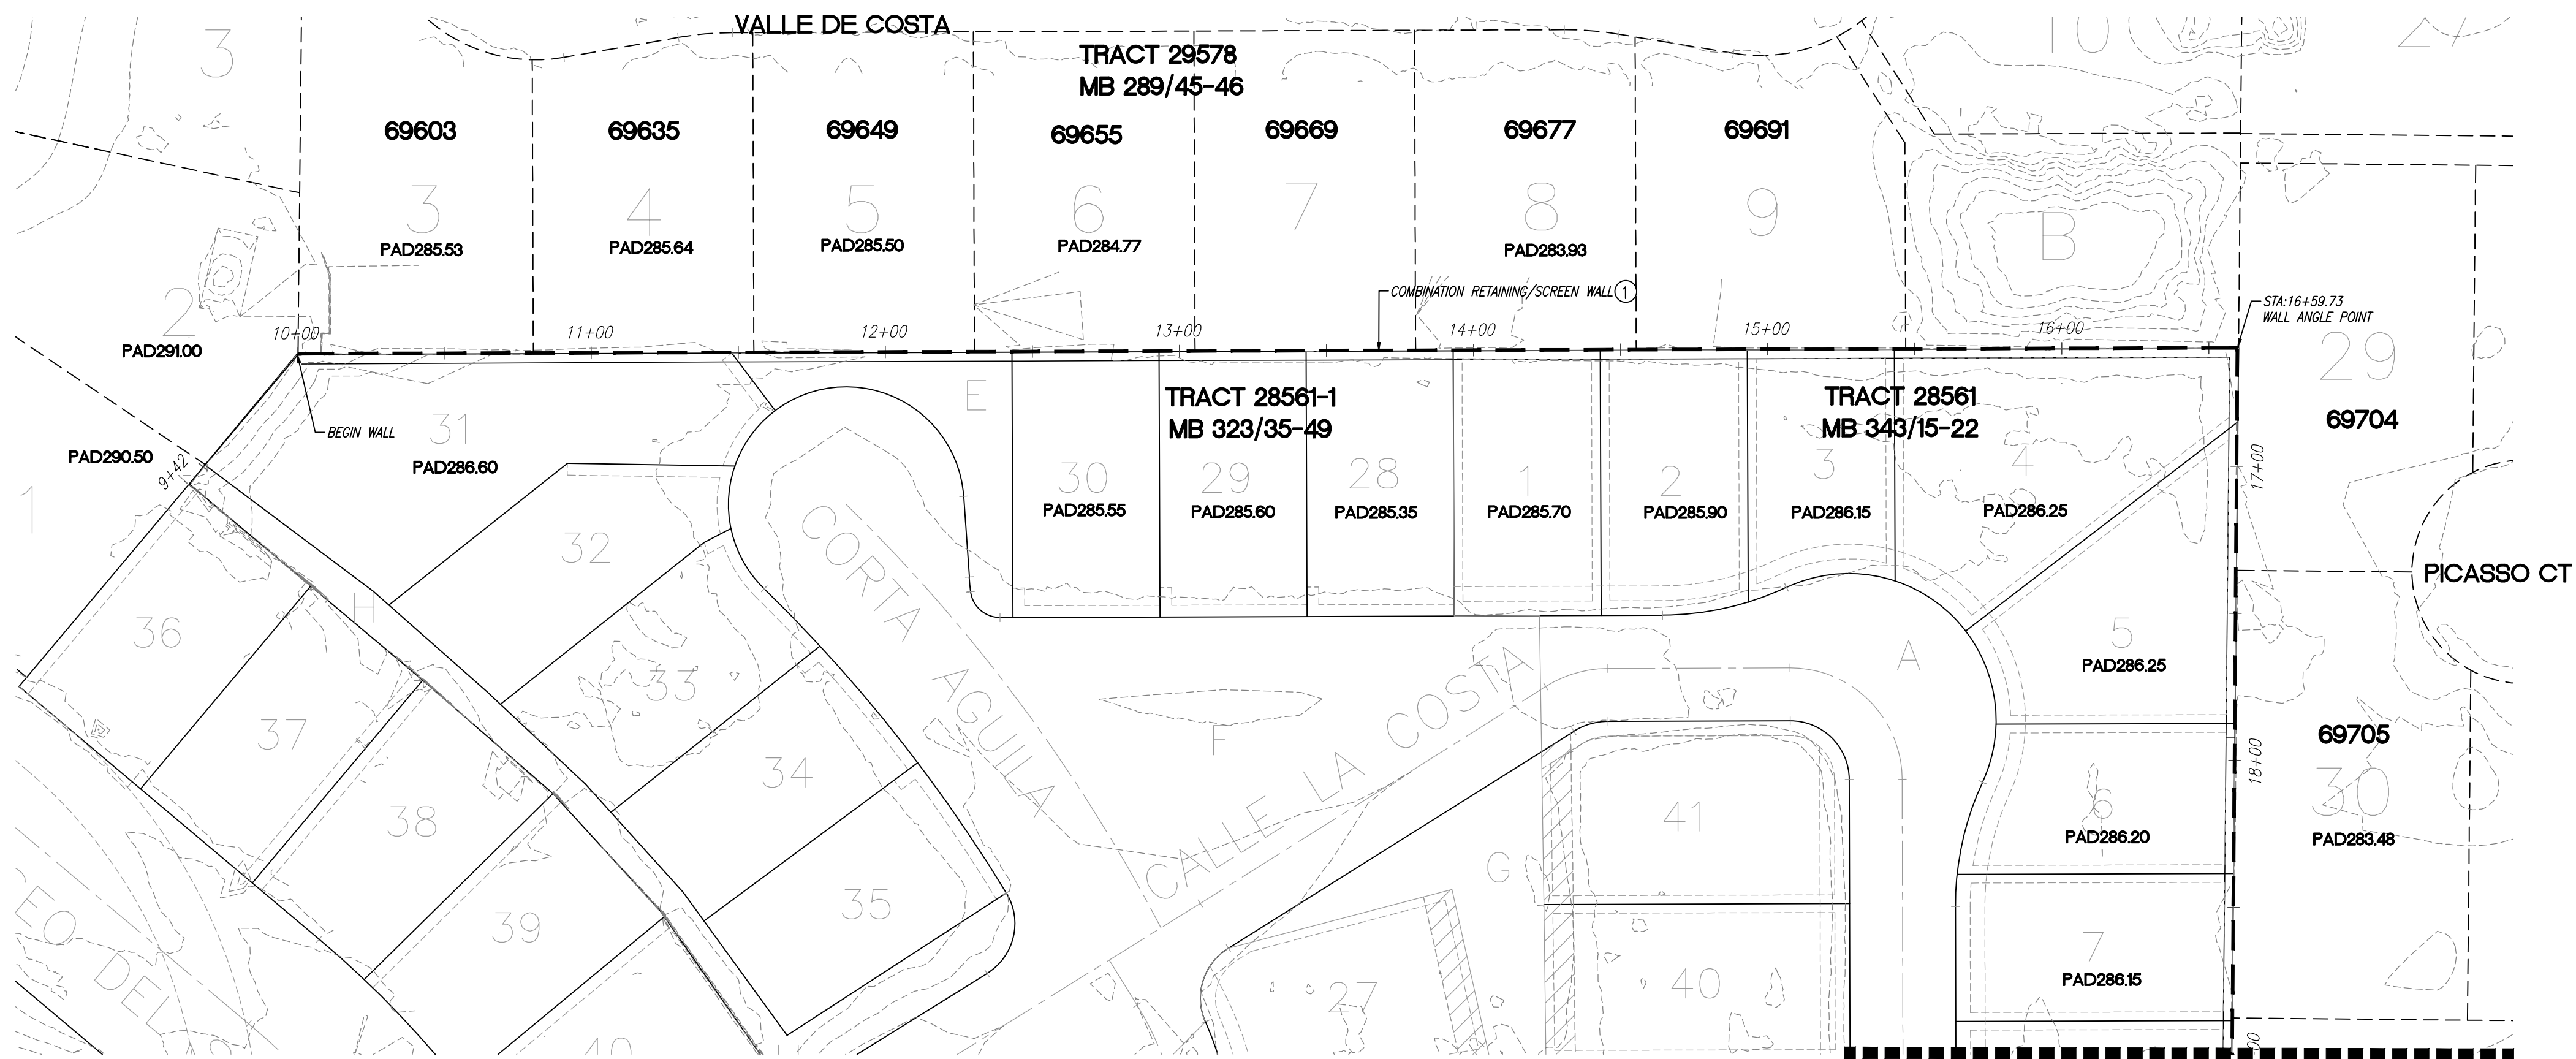 VALLE DE COSTA
TRACT 29578
MB 289/45-46
3
10
27
69603
69635
69649
69655
69669
69677
69691
3
4
5
6
7
8
9
B
PAD285.53
PAD285.64
PAD285.50
PAD284.77
PAD283.93
2
PAD291.00
COMBINATION RETAINING/SCREEN WALL 1
STA:16+59.73
WALL ANGLE POINT
10+00
11+00
12+00
13+00
14+00
15+00
16+00
29
69704
BEGIN WALL
31
PAD286.60
E
TRACT 28561-1
MB 323/35-49
TRACT 28561
MB 343/15-22
PAD290.50
9+42
1
17+00
30
29
28
1
2
3
4
PAD285.55
PAD285.60
PAD285.35
PAD285.70
PAD285.90
PAD286.15
PAD286.25
32
CORTA AGUILA
PICASSO CT
H
36
33
37
5
PAD286.25
A
69705
F
CALLE LA COSTA
34
18+00
30
PAD283.48
38
41
6
PAD286.20
G
35
39
7
PAD286.15
40
27
40